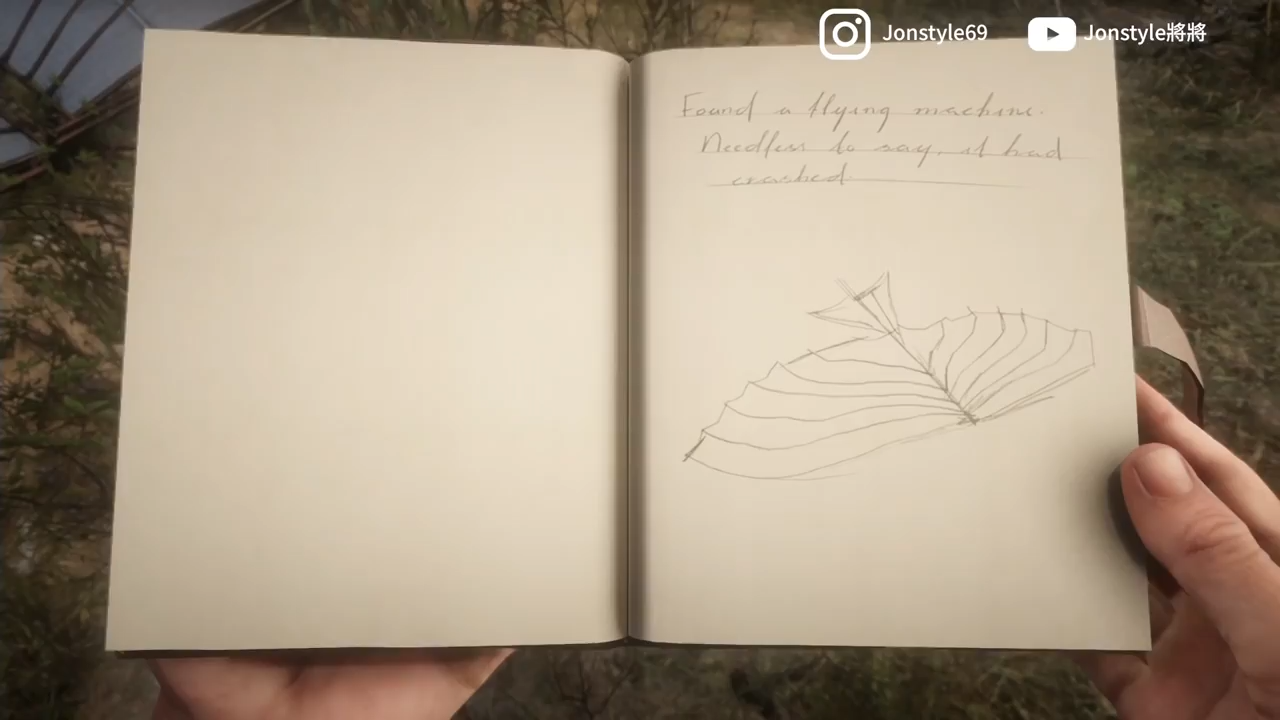 Jonstyle69
Jonstyle將將
Found a flying machine.
Needless to say, it had
crashed.